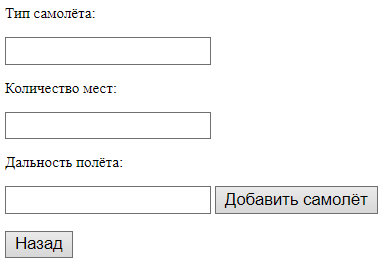 Тип самолёта:
Количество мест:
Дальность полёта:
Добавить самолёт
Назад